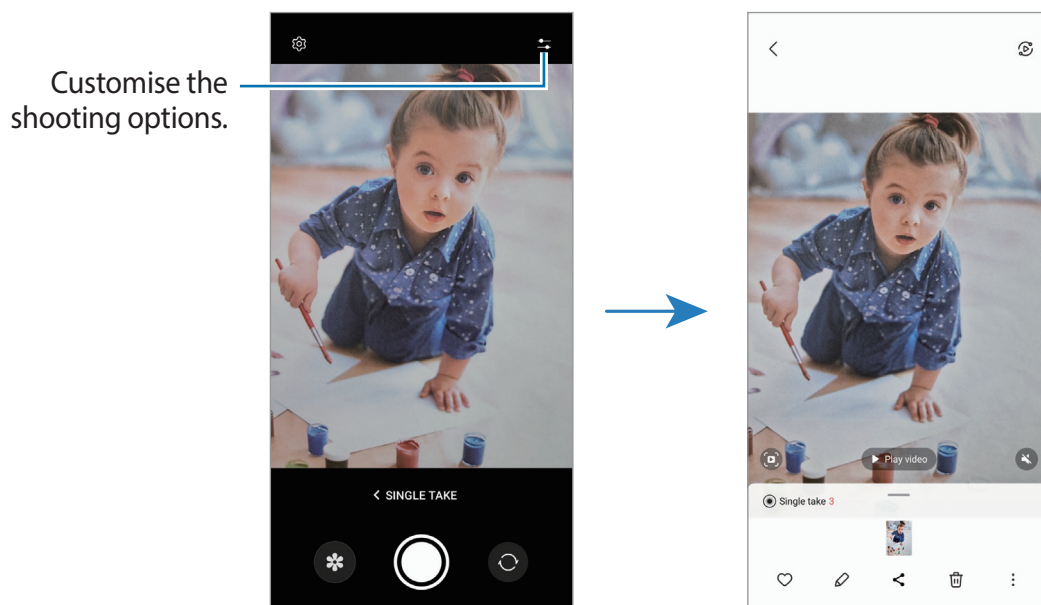 Customise the
shooting options.
SINGLE TAKE
Play video
Single take 3